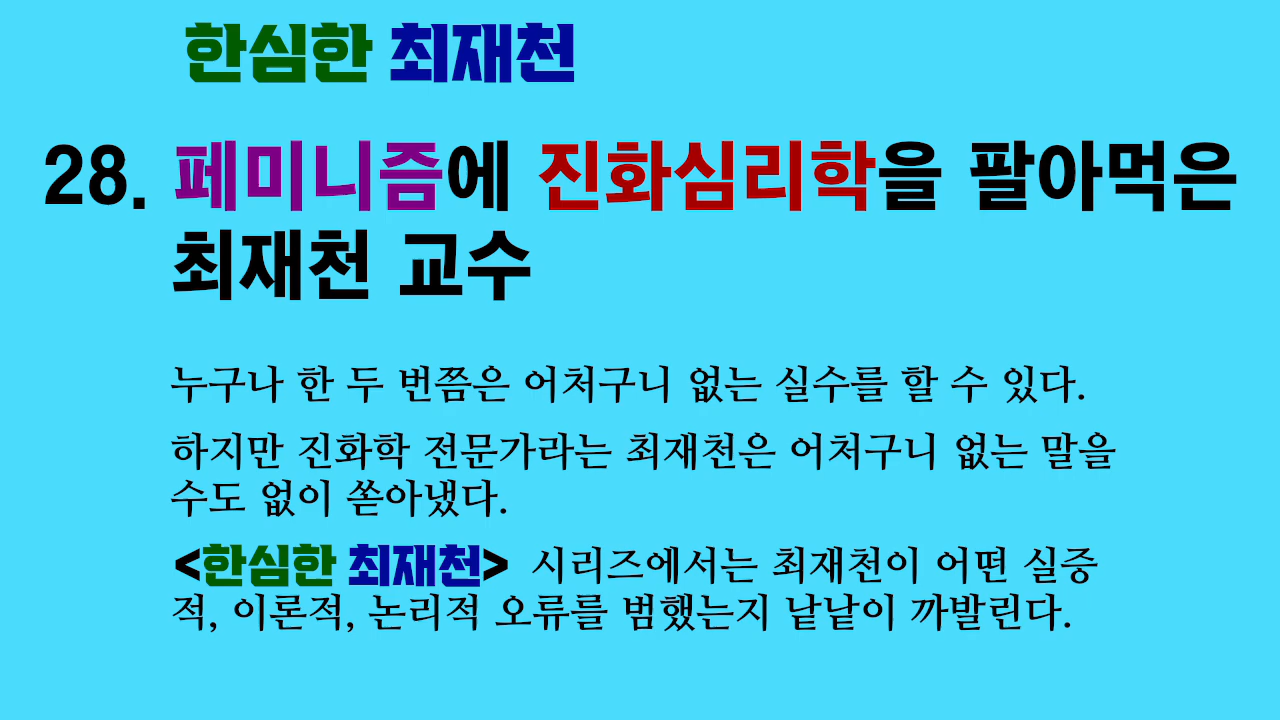 한심한 최재천
28. 페미니즘에 진화심리학을 팔아먹은
최재천 교수
누구나 한 두 번쯤은 어처구니 없는 실수를 할 수 있다.
하지만 진화학 전문가라는 최재천은 어처구니 없는 말을
수도 없이 쏟아냈다.
<한심한 최재천> 시리즈에서는 최재천이 어떤 실증
적, 이론적, 논리적 오류를 범했는지 낱낱이 까발린다.